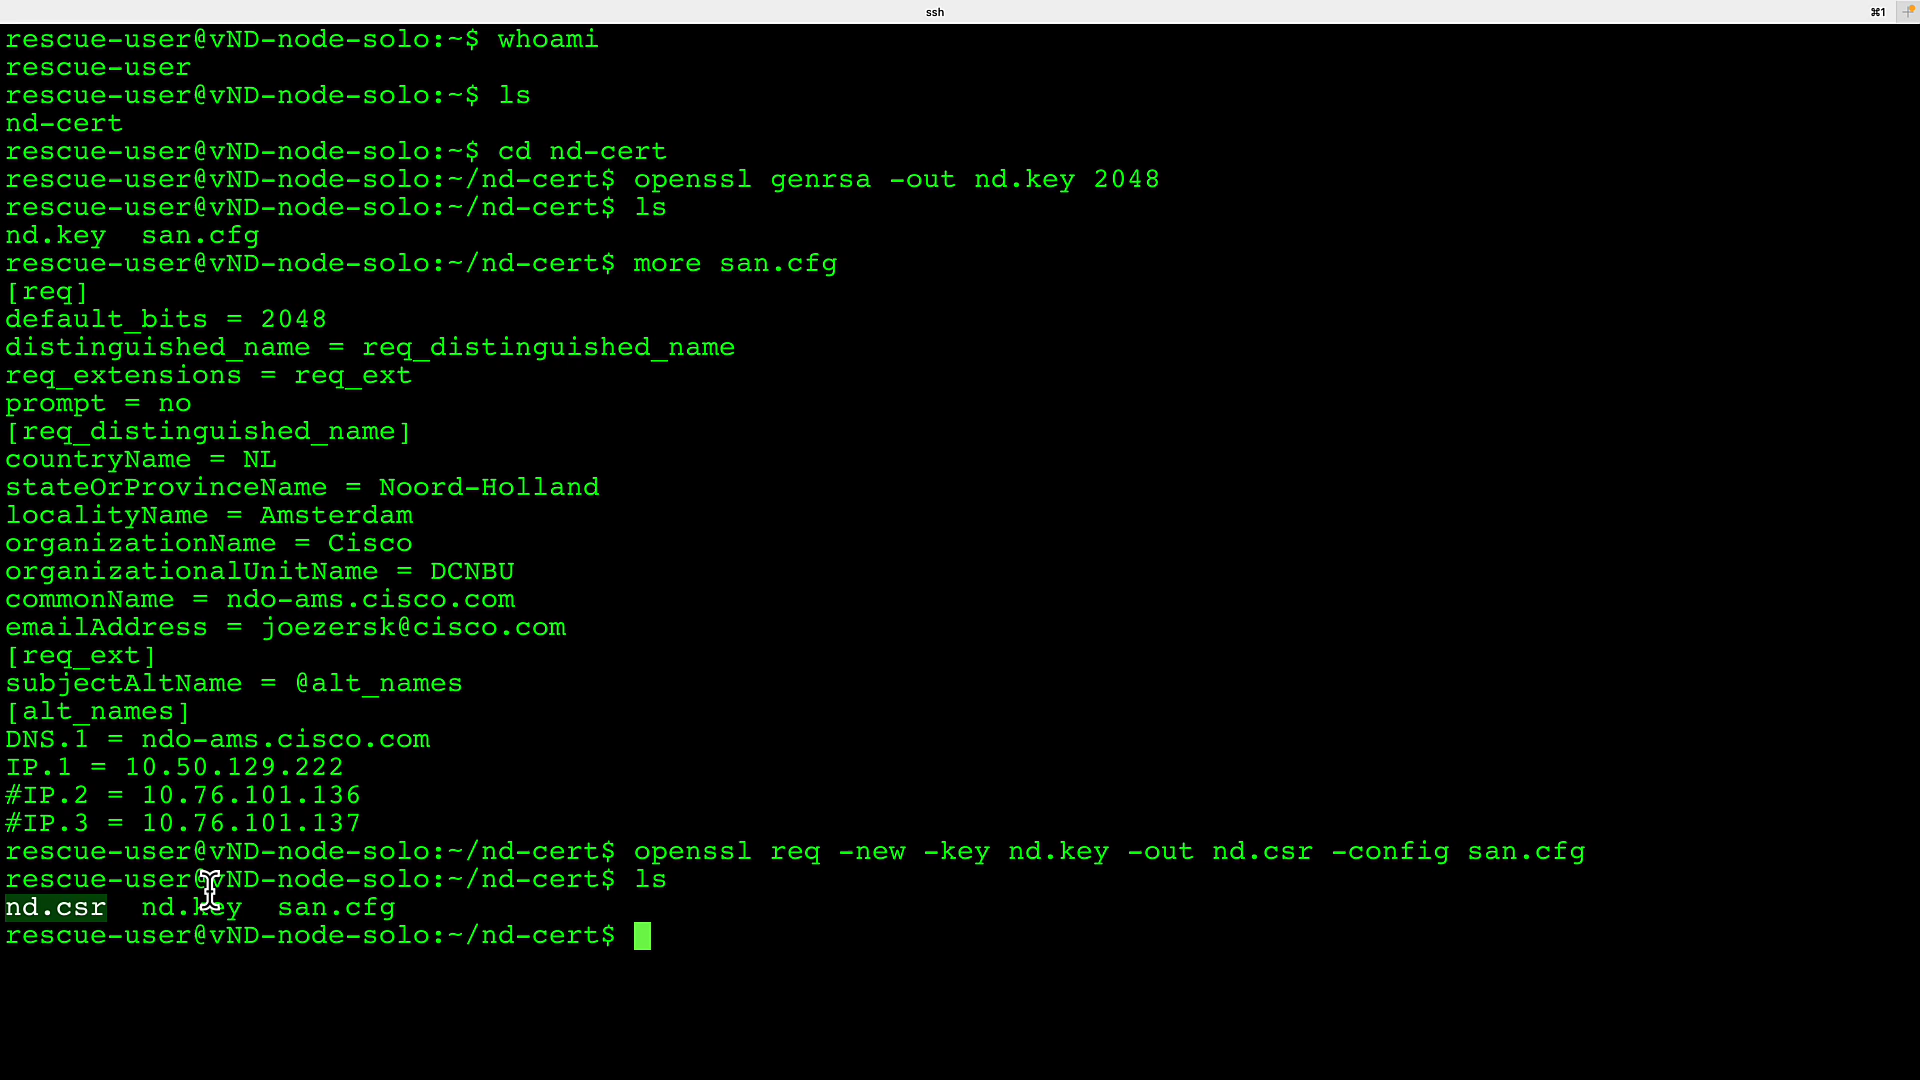 ssh
⌘1
rescue-user@vND-node-solo:~$ whoami
rescue-user
rescue-user@vND-node-solo:~$ ls
nd-cert
rescue-user@vND-node-solo:~$ cd nd-cert
rescue-user@vND-node-solo:~/nd-cert$ openssl genrsa -out nd.key 2048
rescue-user@vND-node-solo:~/nd-cert$ ls
nd.key  san.cfg
rescue-user@vND-node-solo:~/nd-cert$ more san.cfg
[req]
default_bits = 2048
distinguished_name = req_distinguished_name
req_extensions = req_ext
prompt = no
[req_distinguished_name]
countryName = NL
stateOrProvinceName = Noord-Holland
localityName = Amsterdam
organizationName = Cisco
organizationalUnitName = DCNBU
commonName = ndo-ams.cisco.com
emailAddress = joezersk@cisco.com
[req_ext]
subjectAltName = @alt_names
[alt_names]
DNS.1 = ndo-ams.cisco.com
IP.1 = 10.50.129.222
#IP.2 = 10.76.101.136
#IP.3 = 10.76.101.137
rescue-user@vND-node-solo:~/nd-cert$ openssl req -new -key nd.key -out nd.csr -config san.cfg
rescue-user@vND-node-solo:~/nd-cert$ ls
nd.csr  nd.key  san.cfg
rescue-user@vND-node-solo:~/nd-cert$